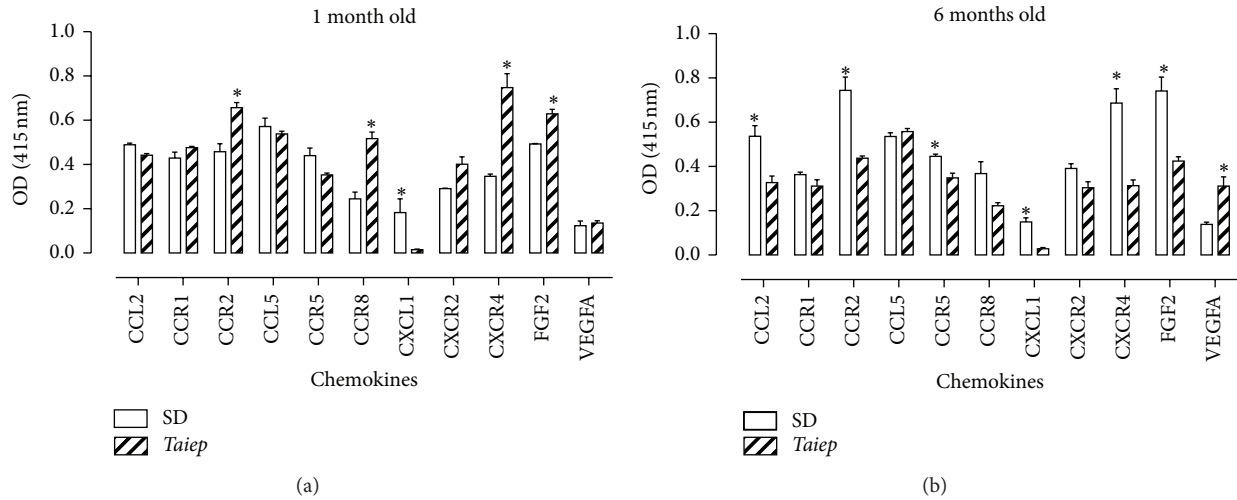 1 month old
1.0
0.8
0.6
0.4
0.2
0.0
OD (415 nm)
*
*
*
*
*
CCL2
CCR1
CCR2
CCL5
CCR5
CCR8
CXCL1
CXCR2
CXCR4
FGF2
VEGFA
Chemokines
SD
Taiep
(a)
6 months old
1.0
0.8
0.6
0.4
0.2
0.0
OD (415 nm)
*
*
*
*
*
*
*
CCL2
CCR1
CCR2
CCL5
CCR5
CCR8
CXCL1
CXCR2
CXCR4
FGF2
VEGFA
Chemokines
SD
Taiep
(b)